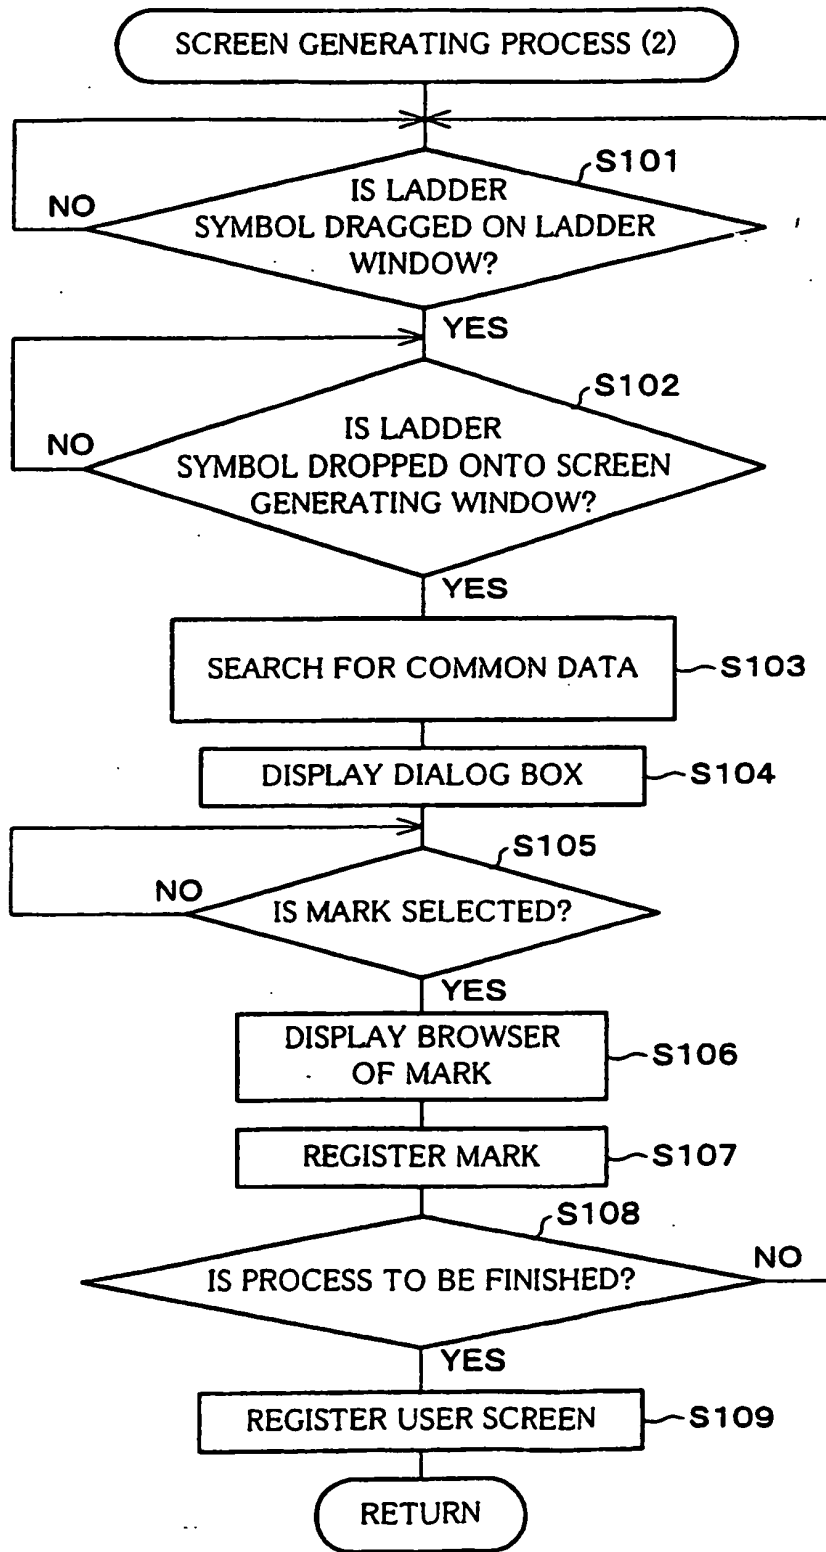 SCREEN GENERATING PROCESS (2)
S101
IS LADDER
NO
SYMBOL DRAGGED ON LADDER
WINDOW?
YES
S102
IS LADDER
NO
SYMBOL DROPPED ONTO SCREEN
GENERATING WINDOW?
YES
SEARCH FOR COMMON DATA
S103
DISPLAY DIALOG BOX
S104
S105
NO
IS MARK SELECTED?
YES
DISPLAY BROWSER
OF MARK
S106
REGISTER MARK
S107
S108
NO
IS PROCESS TO BE FINISHED?
YES
REGISTER USER SCREEN
S109
RETURN